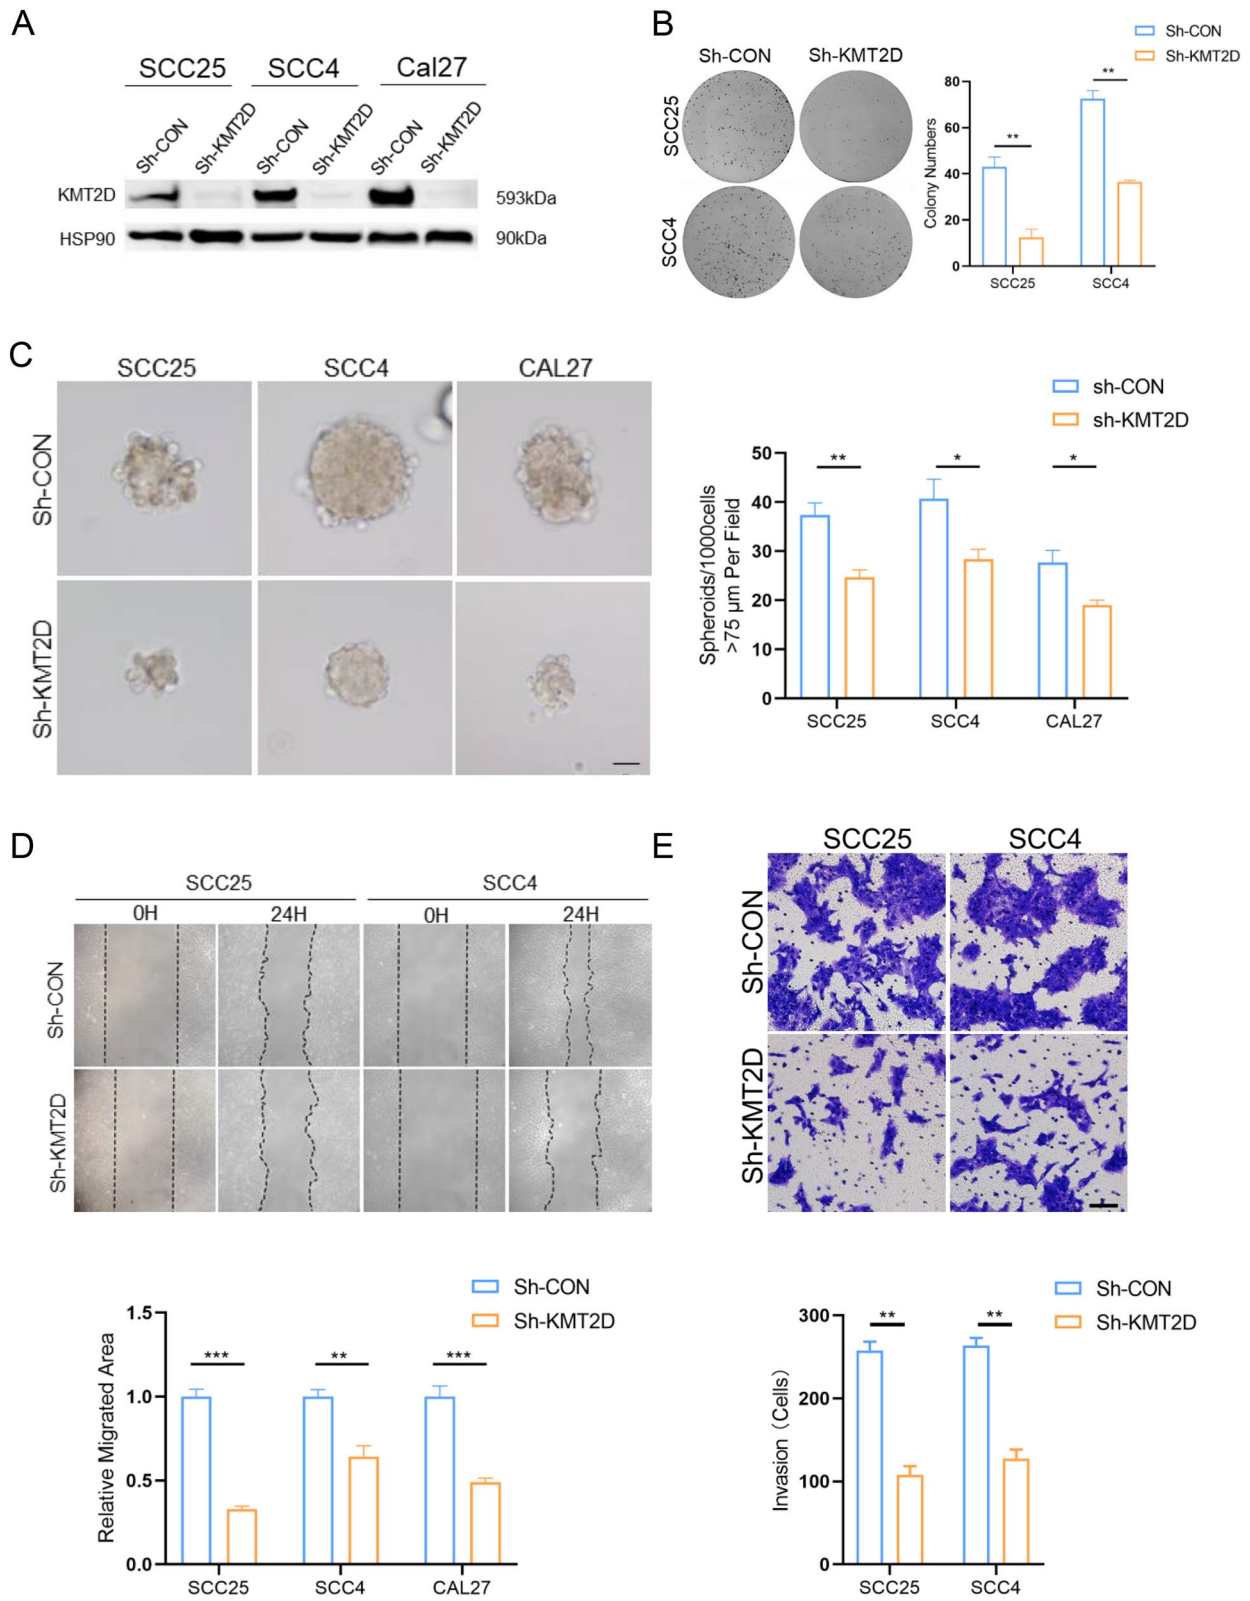 A
SCC25 SCC4 Cal27
Sh-CON Sh-KMT2D Sh-CON Sh-KMT2D Sh-CON Sh-KMT2D
KMT2D 593kDa
HSP90 90kDa
B
Sh-CON Sh-KMT2D
SCC25
SCC4
Sh-CON
Sh-KMT2D
Colony Numbers
80
60
40
20
0
** **
SCC25 SCC4
C
SCC25 SCC4 CAL27
Sh-CON
Sh-KMT2D
sh-CON
sh-KMT2D
Spheroids/1000cells
>75 μm Per Field
50
40
30
20
10
0
** * *
SCC25 SCC4 CAL27
D
SCC25 SCC4
0H 24H 0H 24H
Sh-CON
Sh-KMT2D
Sh-CON
Sh-KMT2D
Relative Migrated Area
1.5
1.0
0.5
0.0
*** ** ***
SCC25 SCC4 CAL27
E
SCC25 SCC4
Sh-CON
Sh-KMT2D
Sh-CON
Sh-KMT2D
Invasion (Cells)
300
200
100
0
** **
SCC25 SCC4